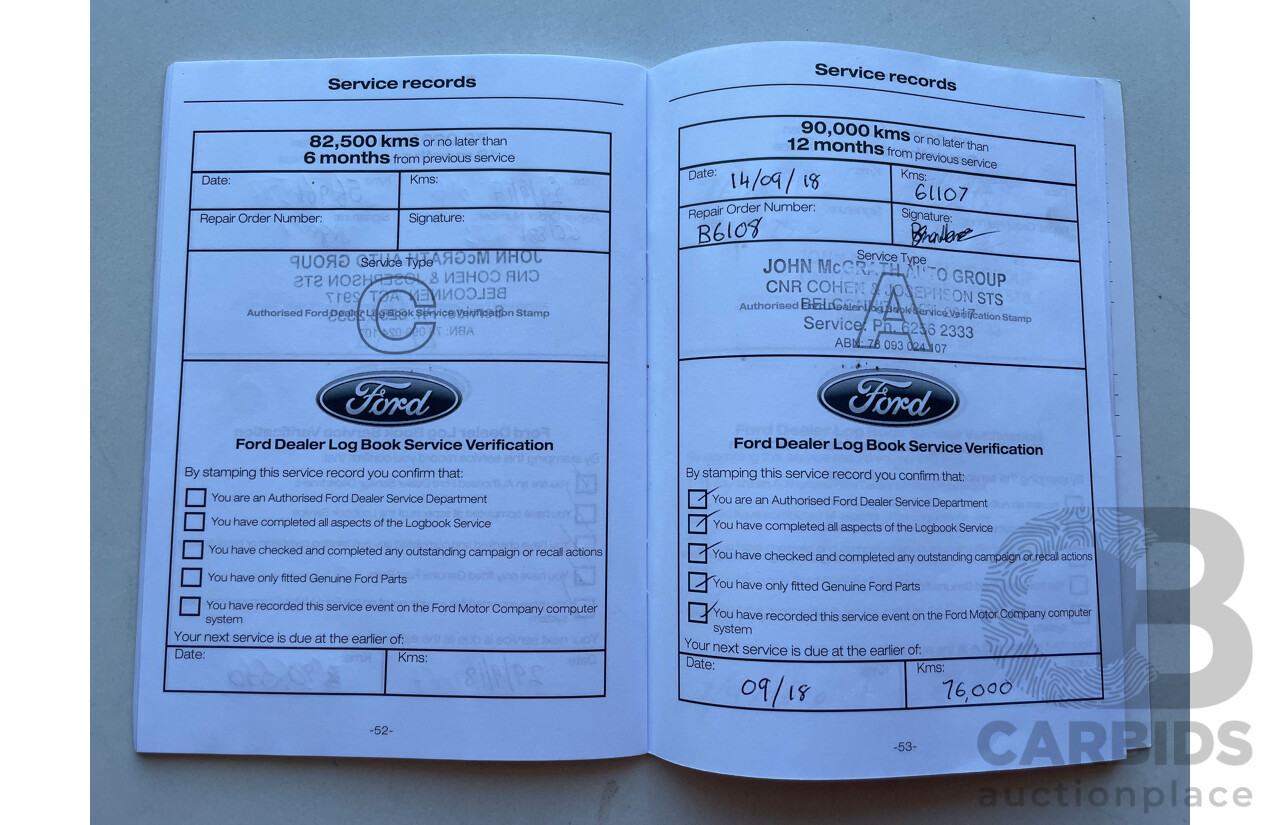 Service records
82,500 kms or no later than
6 months from previous service
Date:
Kms:
Repair Order Number:
Signature:
Service Type
C
Authorised Ford Dealer Log Book Service Verification Stamp
Ford
Ford Dealer Log Book Service Verification
By stamping this service record you confirm that:
You are an Authorised Ford Dealer Service Department
You have completed all aspects of the Logbook Service
You have checked and completed any outstanding campaign or recall actions
You have only fitted Genuine Ford Parts
You have recorded this service event on the Ford Motor Company computer
system
Your next service is due at the earlier of:
Date:
Kms:
-52-
Service records
90,000 kms or no later than
12 months from previous service
Date: 14/09/18
Kms: 61107
Repair Order Number: B6108
Signature:
Service Type
A
JOHN McGRATH AUTO GROUP
CNR COHEN & JOSEPHSON STS
Authorised Ford Dealer Log Book Service Verification Stamp
Service: Ph. 6256 2333
ABN: 78 093 024 107
Ford
Ford Dealer Log Book Service Verification
By stamping this service record you confirm that:
You are an Authorised Ford Dealer Service Department
You have completed all aspects of the Logbook Service
You have checked and completed any outstanding campaign or recall actions
You have only fitted Genuine Ford Parts
You have recorded this service event on the Ford Motor Company computer
system
Your next service is due at the earlier of:
Date: 09/18
Kms: 76,000
-53-
CB
CARBIDS
auctionplace